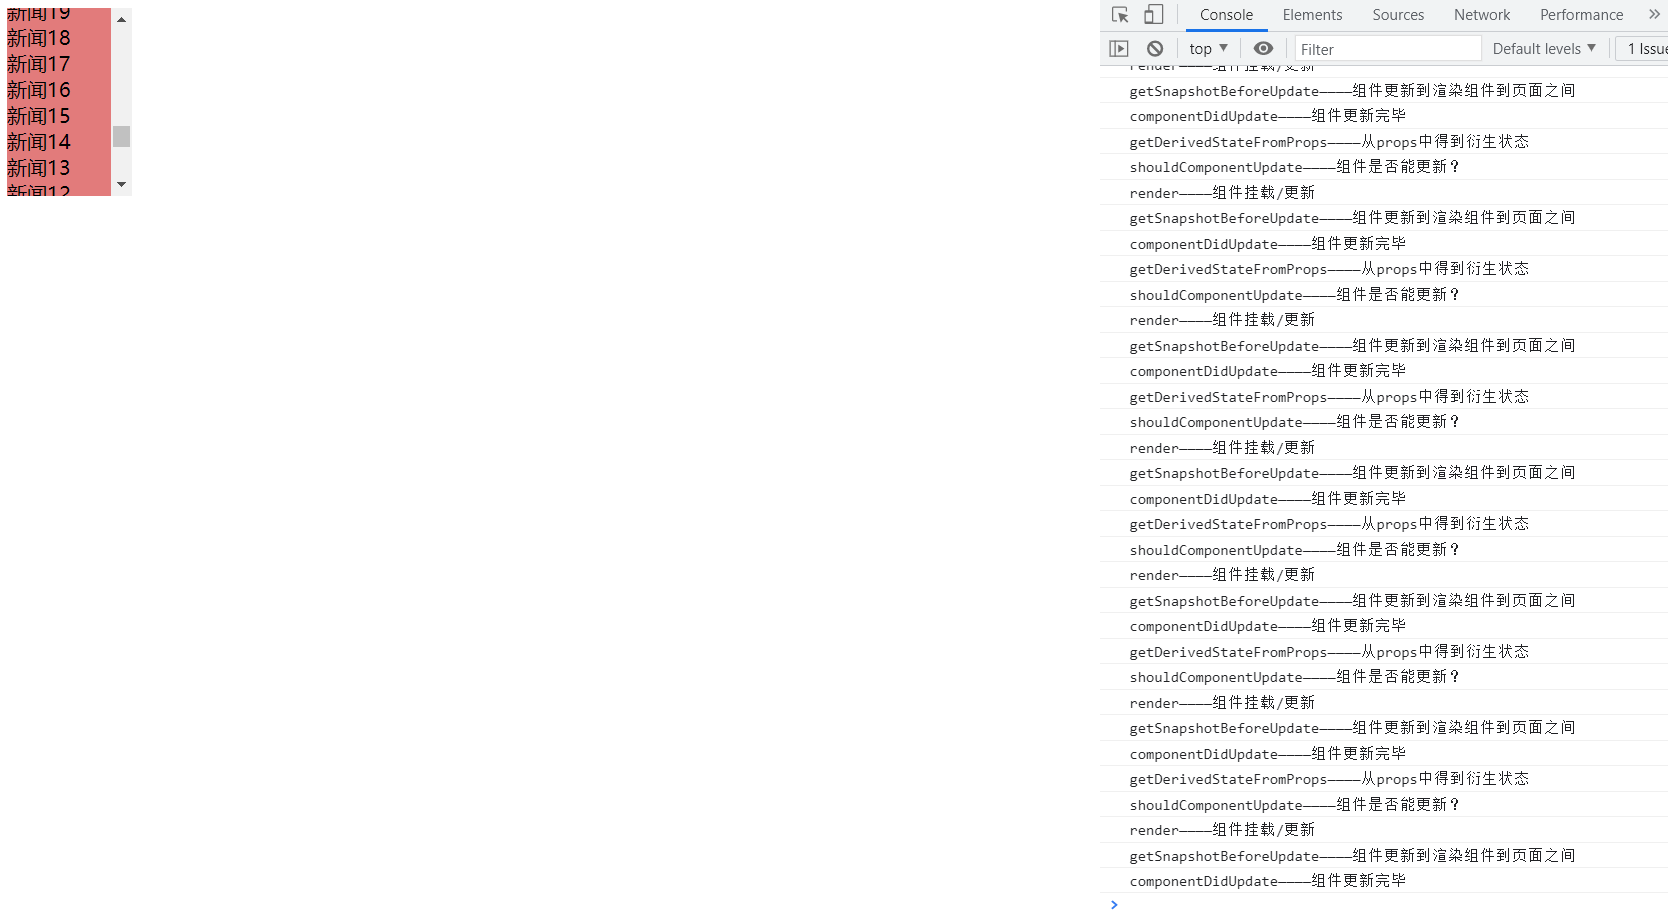 新闻19
新闻18
新闻17
新闻16
新闻15
新闻14
新闻13
新闻12
Console Elements Sources Network Performance »
top ▼ Filter Default levels ▼ 1 Issue
render————组件挂载/更新
getSnapshotBeforeUpdate————组件更新到渲染组件到页面之间
componentDidUpdate————组件更新完毕
getDerivedStateFromProps————从props中得到衍生状态
shouldComponentUpdate————组件是否能更新?
render————组件挂载/更新
getSnapshotBeforeUpdate————组件更新到渲染组件到页面之间
componentDidUpdate————组件更新完毕
getDerivedStateFromProps————从props中得到衍生状态
shouldComponentUpdate————组件是否能更新?
render————组件挂载/更新
getSnapshotBeforeUpdate————组件更新到渲染组件到页面之间
componentDidUpdate————组件更新完毕
getDerivedStateFromProps————从props中得到衍生状态
shouldComponentUpdate————组件是否能更新?
render————组件挂载/更新
getSnapshotBeforeUpdate————组件更新到渲染组件到页面之间
componentDidUpdate————组件更新完毕
getDerivedStateFromProps————从props中得到衍生状态
shouldComponentUpdate————组件是否能更新?
render————组件挂载/更新
getSnapshotBeforeUpdate————组件更新到渲染组件到页面之间
componentDidUpdate————组件更新完毕
getDerivedStateFromProps————从props中得到衍生状态
shouldComponentUpdate————组件是否能更新?
render————组件挂载/更新
getSnapshotBeforeUpdate————组件更新到渲染组件到页面之间
componentDidUpdate————组件更新完毕
getDerivedStateFromProps————从props中得到衍生状态
shouldComponentUpdate————组件是否能更新?
render————组件挂载/更新
getSnapshotBeforeUpdate————组件更新到渲染组件到页面之间
componentDidUpdate————组件更新完毕